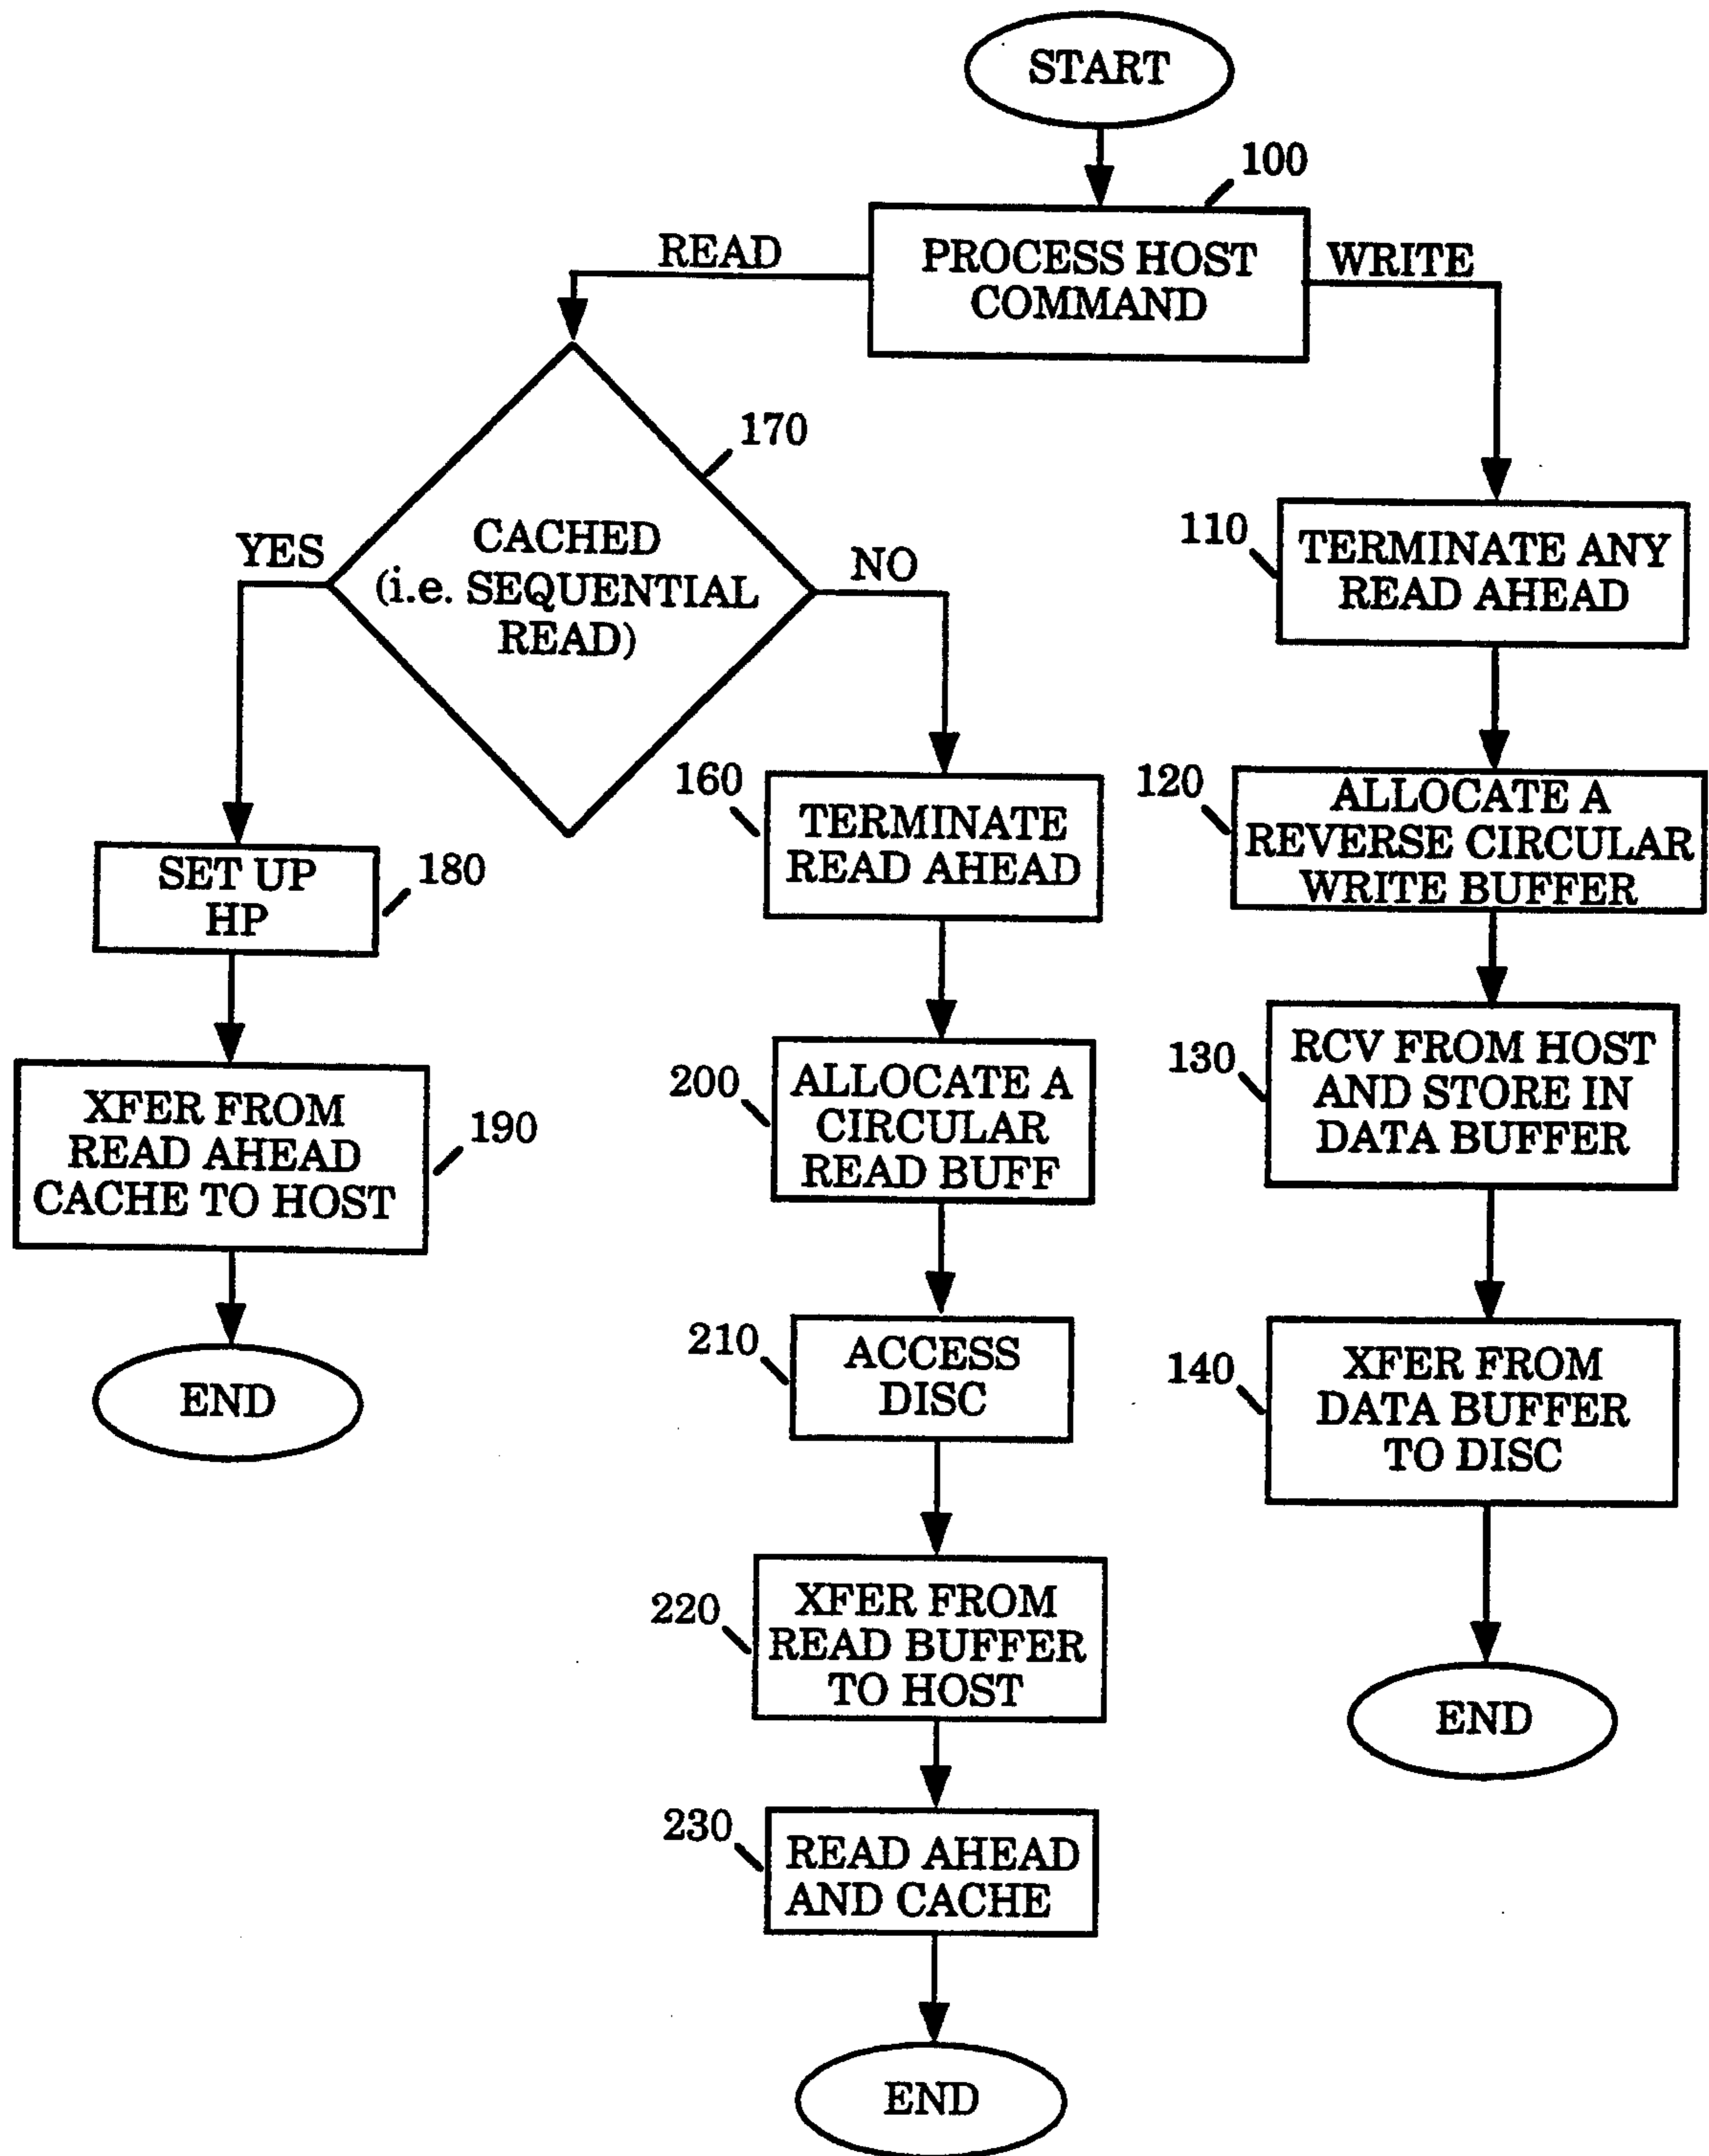 START
100
PROCESS HOST
COMMAND
READ
WRITE
170
CACHED
(i.e. SEQUENTIAL
READ)
YES
NO
110
TERMINATE ANY
READ AHEAD
120
ALLOCATE A
REVERSE CIRCULAR
WRITE BUFFER
160
TERMINATE
READ AHEAD
SET UP
HP
180
130
RCV FROM HOST
AND STORE IN
DATA BUFFER
200
ALLOCATE A
CIRCULAR
READ BUFF
XFER FROM
READ AHEAD
CACHE TO HOST
190
210
ACCESS
DISC
140
XFER FROM
DATA BUFFER
TO DISC
END
220
XFER FROM
READ BUFFER
TO HOST
END
230
READ AHEAD
AND CACHE
END